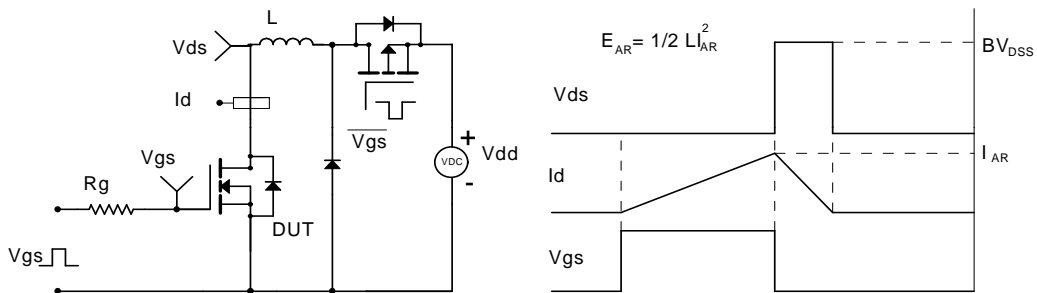 L
Vds
Id
Vgs
Vgs
+
VDC
Vdd
-
Vgs
Rg
DUT
Vgs
E_AR= 1/2 LI_AR^2
BV_DSS
Vds
I_AR
Id
Vgs